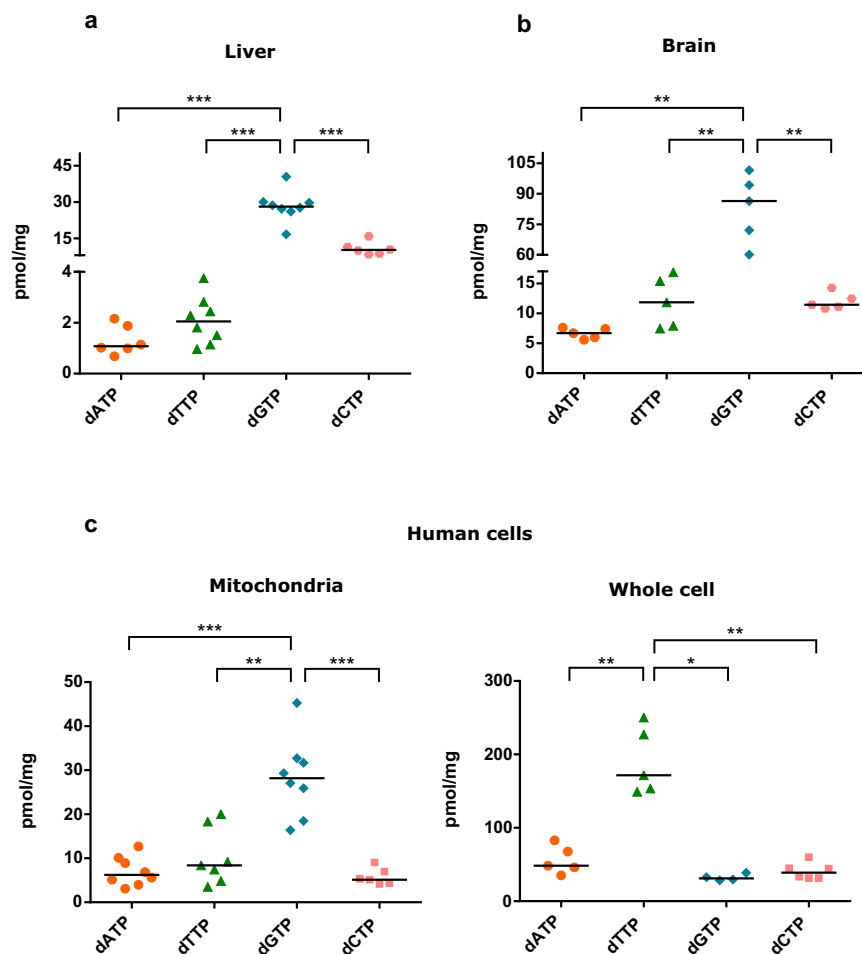 a
Liver
***
***
***
pmol/mg
45
30
15
4
2
0
dATP
dTTP
dGTP
dCTP
b
Brain
**
**
**
pmol/mg
105
90
75
60
15
10
5
0
dATP
dTTP
dGTP
dCTP
c
Human cells
Mitochondria
***
**
***
pmol/mg
50
40
30
20
10
0
dATP
dTTP
dGTP
dCTP
Whole cell
**
**
*
pmol/mg
300
200
100
0
dATP
dTTP
dGTP
dCTP